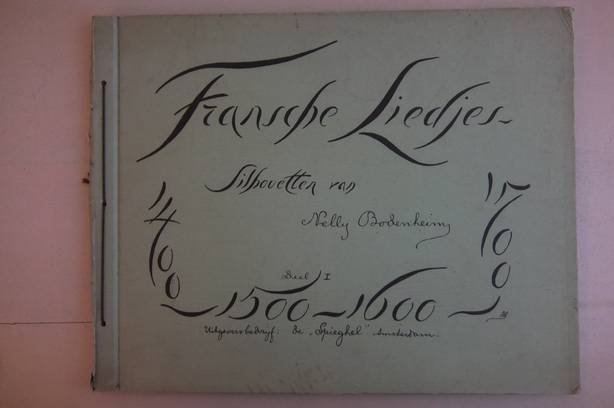 Fransche Liedjes
Silhouetten van
Nelly Bodenheim
1400
1700
Deel I
1500-1600
Uitgeversbedrijf: de "Spieghel" Amsterdam.